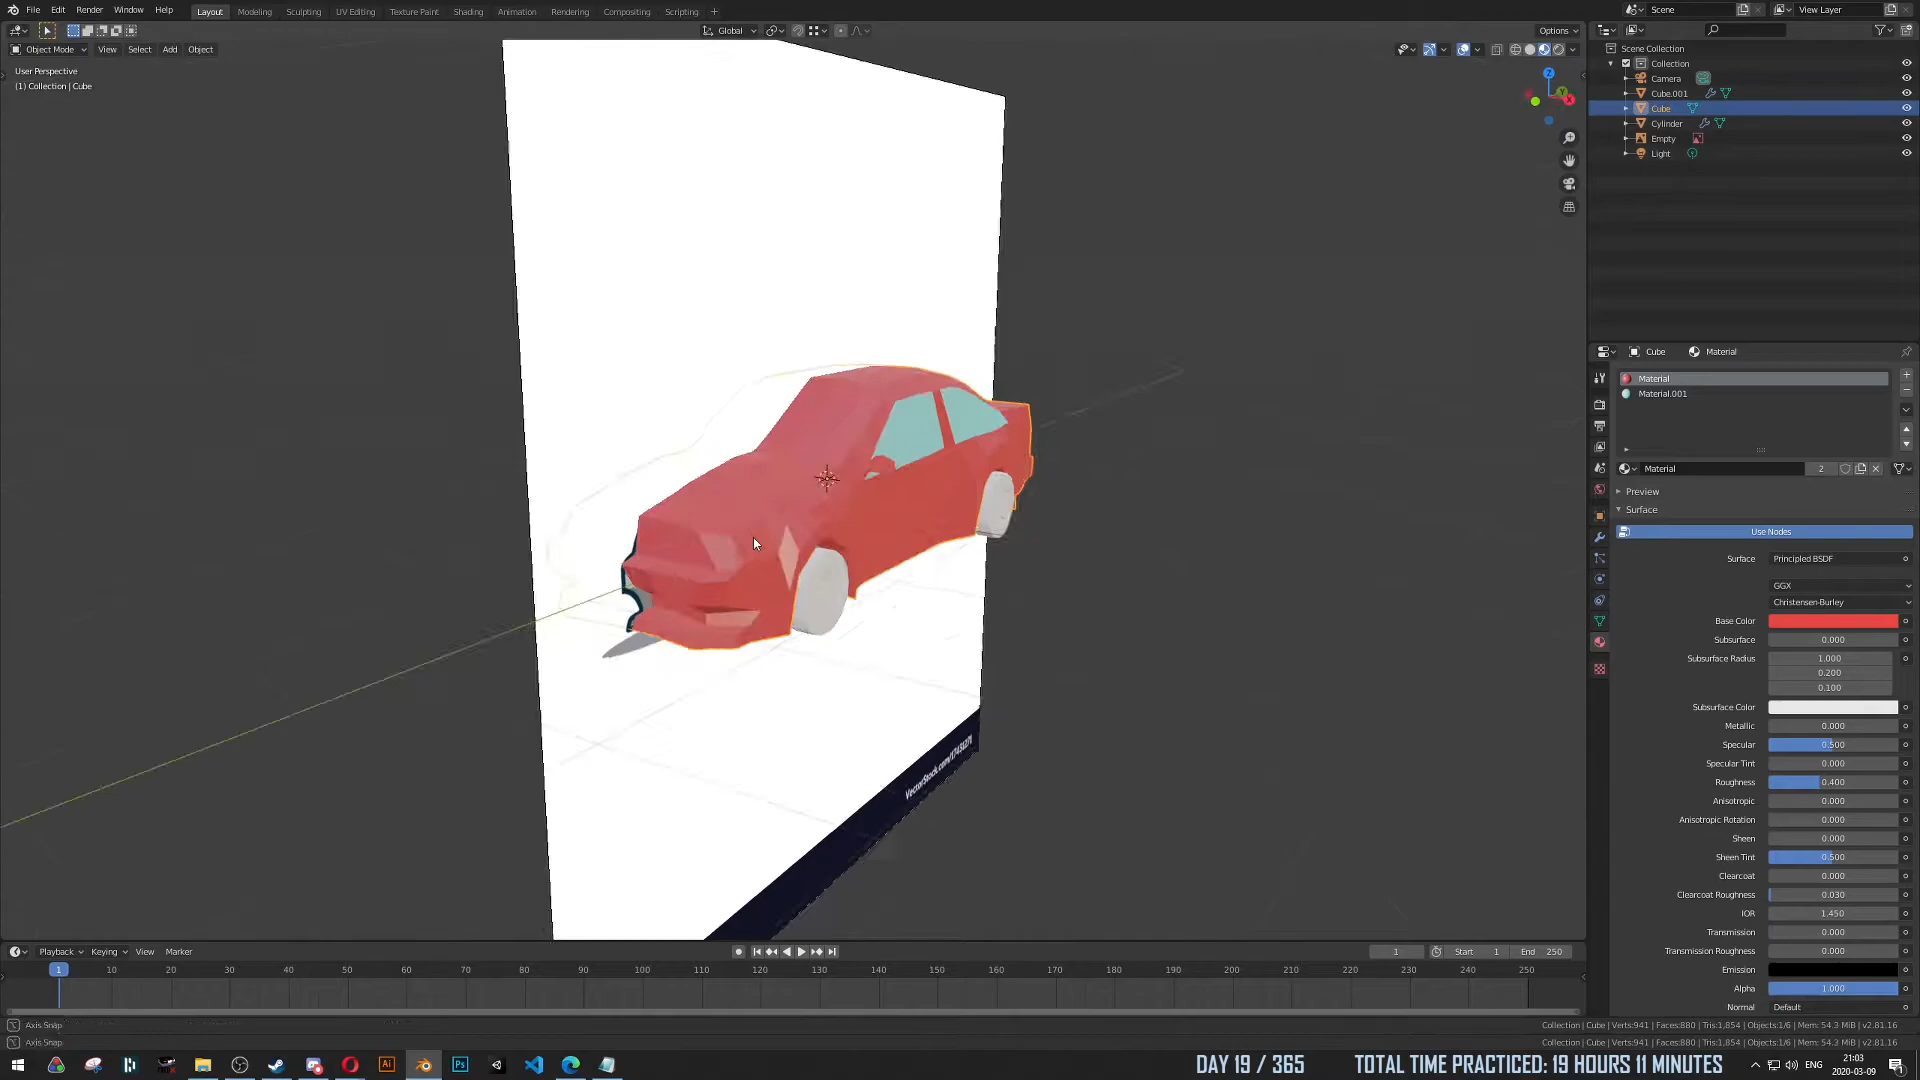 File Edit Render Window Help
Layout Modeling Sculpting UV Editing Texture Paint Shading Animation Rendering Compositing Scripting +
Scene View Layer
Global Options
Object Mode View Select Add Object
User Perspective
(1) Collection | Cube
Z
Y
X
Scene Collection
Collection
Camera
Cube.001
Cube
Cylinder
Empty
Light
Cube Material
Material
Material.001
Material 2
Preview
Surface
Use Nodes
Surface Principled BSDF
GGX
Christensen-Burley
Base Color
Subsurface 0.000
Subsurface Radius 1.000
0.200
0.100
Subsurface Color
Metallic 0.000
Specular 0.500
Specular Tint 0.000
Roughness 0.400
Anisotropic 0.000
Anisotropic Rotation 0.000
Sheen 0.000
Sheen Tint 0.500
Clearcoat 0.000
Clearcoat Roughness 0.030
IOR 1.450
Transmission 0.000
Transmission Roughness 0.000
Emission
Alpha 1.000
Normal Default
Playback Keying View Marker 1 Start 1 End 250
1 10 20 30 40 50 60 70 80 90 100 110 120 130 140 150 160 170 180 190 200 210 220 230 240 250
Axis Snap Collection | Cube | Verts:941 | Faces:880 | Tris:1,854 | Objects:1/6 | Mem: 54.3 MiB | v2.81.16
Axis Snap Collection | Cube | Verts:941 | Faces:880 | Tris:1,854 | Objects:1/6 | Mem: 54.3 MiB | v2.81.16
Ai Ps DAY 19 / 365 TOTAL TIME PRACTICED: 19 HOURS 11 MINUTES ENG 21:03
2020-03-09